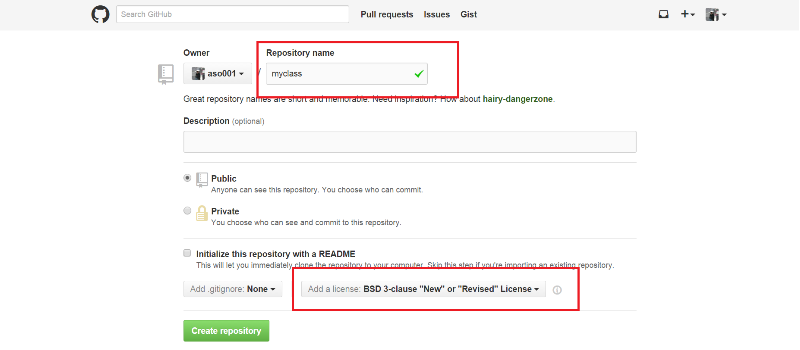 Search GitHub
Pull requests Issues Gist
Owner Repository name
aso001 / myclass
Great repository names are short and memorable. Need inspiration? How about hairy-dangerzone.
Description (optional)
Public
Anyone can see this repository. You choose who can commit.
Private
You choose who can see and commit to this repository.
Initialize this repository with a README
This will let you immediately clone the repository to your computer. Skip this step if you're importing an existing repository.
Add .gitignore: None Add a license: BSD 3-clause "New" or "Revised" License
Create repository